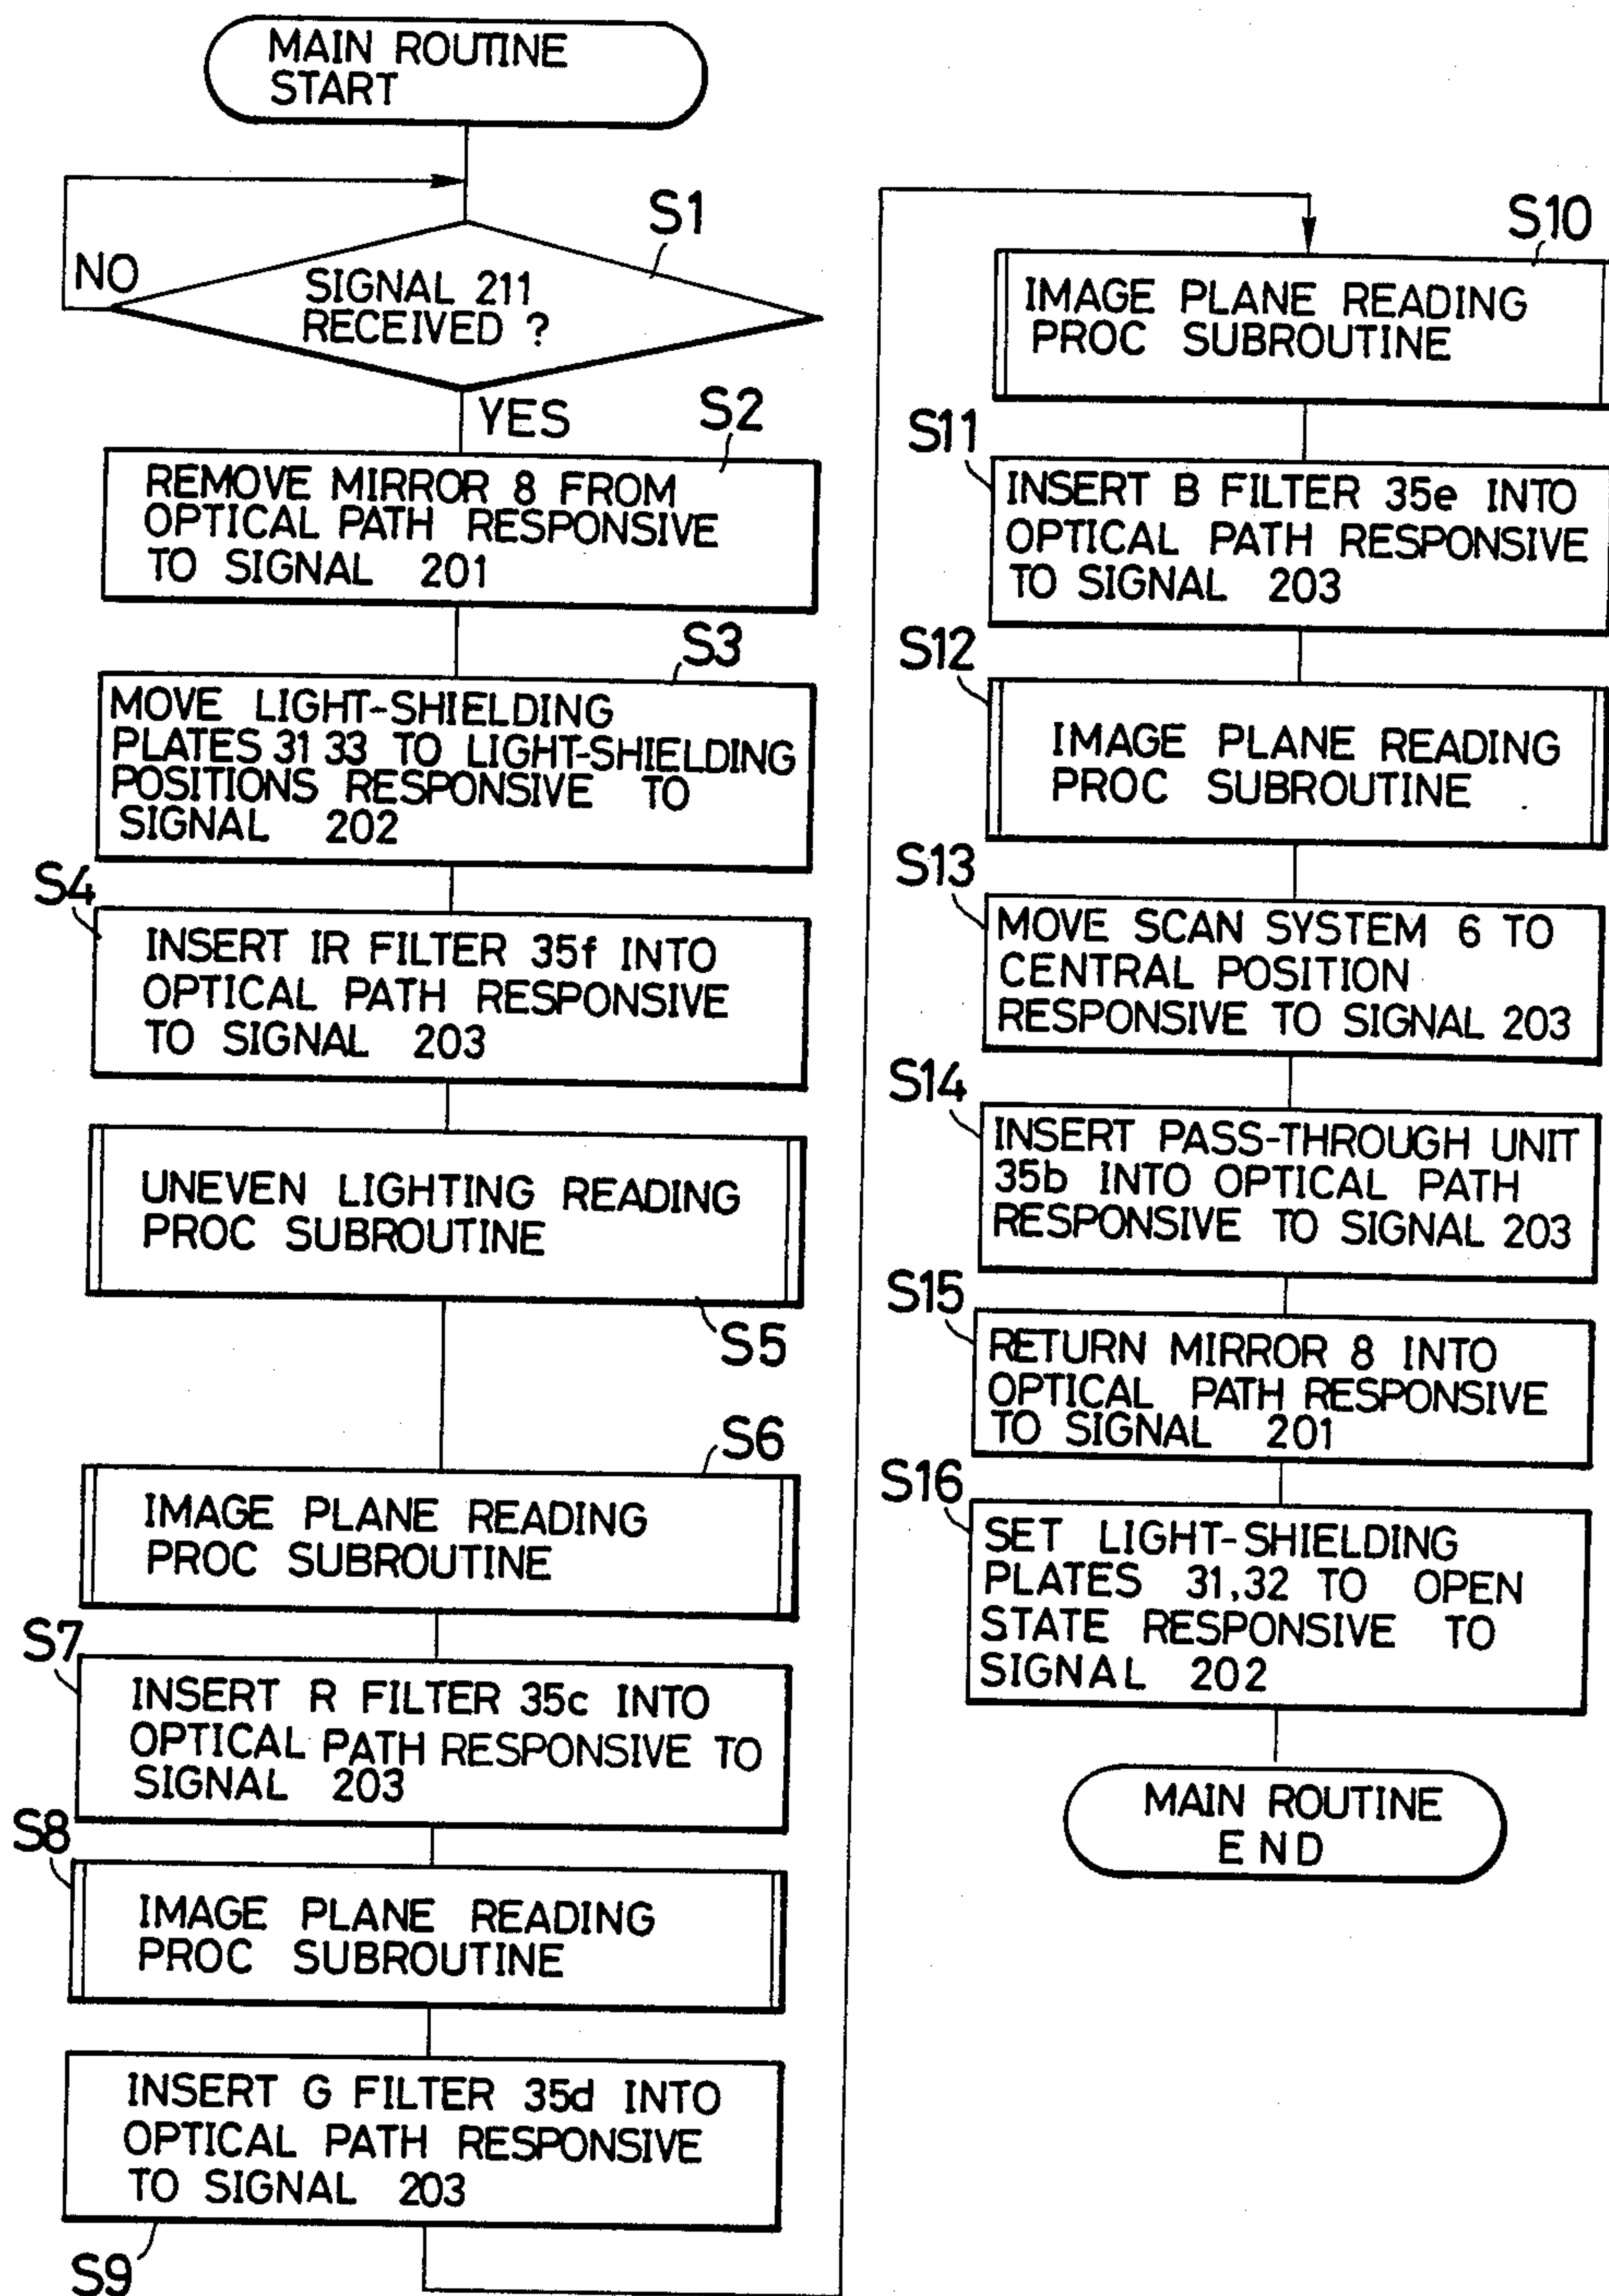 MAIN ROUTINE
START
S1
NO
SIGNAL 211
RECEIVED ?
YES
S2
REMOVE MIRROR 8 FROM
OPTICAL PATH RESPONSIVE
TO SIGNAL 201
S3
MOVE LIGHT-SHIELDING
PLATES 31 33 TO LIGHT-SHIELDING
POSITIONS RESPONSIVE TO
SIGNAL 202
S4
INSERT IR FILTER 35f INTO
OPTICAL PATH RESPONSIVE
TO SIGNAL 203
UNEVEN LIGHTING READING
PROC SUBROUTINE
S5
S6
IMAGE PLANE READING
PROC SUBROUTINE
S7
INSERT R FILTER 35c INTO
OPTICAL PATH RESPONSIVE TO
SIGNAL 203
S8
IMAGE PLANE READING
PROC SUBROUTINE
INSERT G FILTER 35d INTO
OPTICAL PATH RESPONSIVE
TO SIGNAL 203
S9
S10
IMAGE PLANE READING
PROC SUBROUTINE
S11
INSERT B FILTER 35e INTO
OPTICAL PATH RESPONSIVE
TO SIGNAL 203
S12
IMAGE PLANE READING
PROC SUBROUTINE
S13
MOVE SCAN SYSTEM 6 TO
CENTRAL POSITION
RESPONSIVE TO SIGNAL 203
S14
INSERT PASS-THROUGH UNIT
35b INTO OPTICAL PATH
RESPONSIVE TO SIGNAL 203
S15
RETURN MIRROR 8 INTO
OPTICAL PATH RESPONSIVE
TO SIGNAL 201
S16
SET LIGHT-SHIELDING
PLATES 31,32 TO OPEN
STATE RESPONSIVE TO
SIGNAL 202
MAIN ROUTINE
END